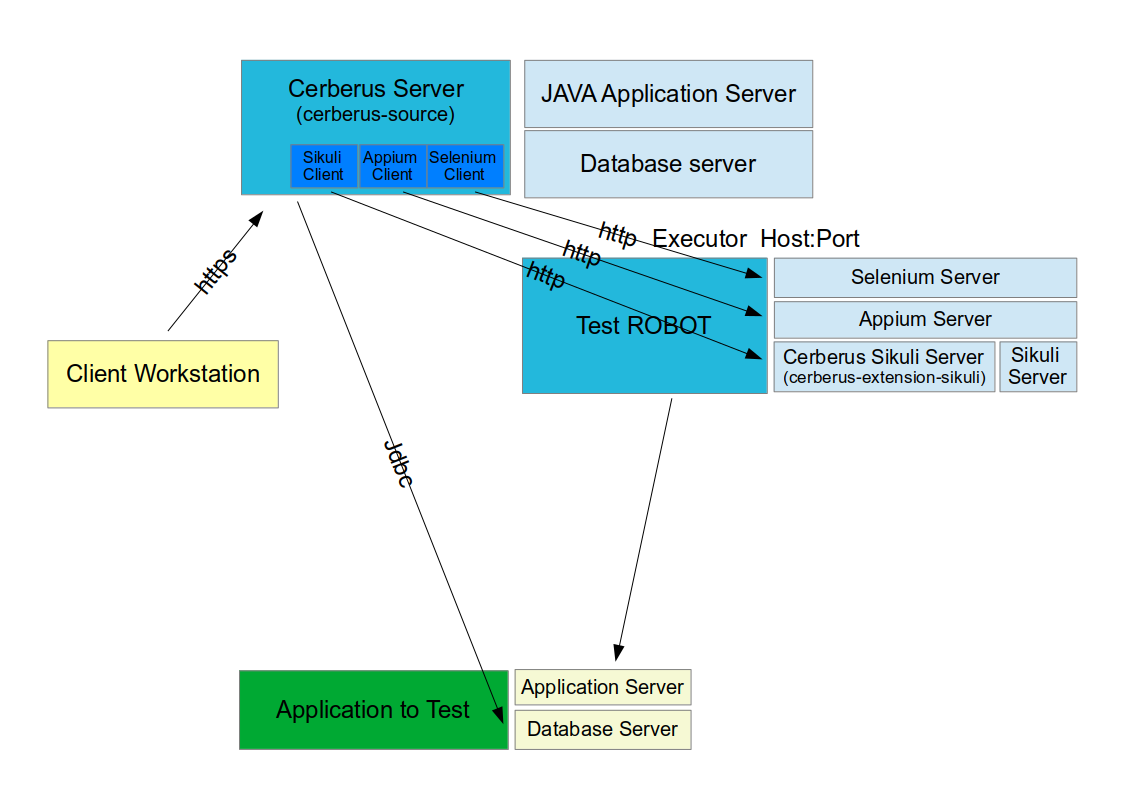 Cerberus Server
(cerberus-source)
JAVA Application Server
Sikuli
Client
Appium
Client
Selenium
Client
Database server
http
Executor  Host:Port
http
http
https
Selenium Server
Test ROBOT
Appium Server
Cerberus Sikuli Server
(cerberus-extension-sikuli)
Sikuli
Server
Client Workstation
Jdbc
Application to Test
Application Server
Database Server